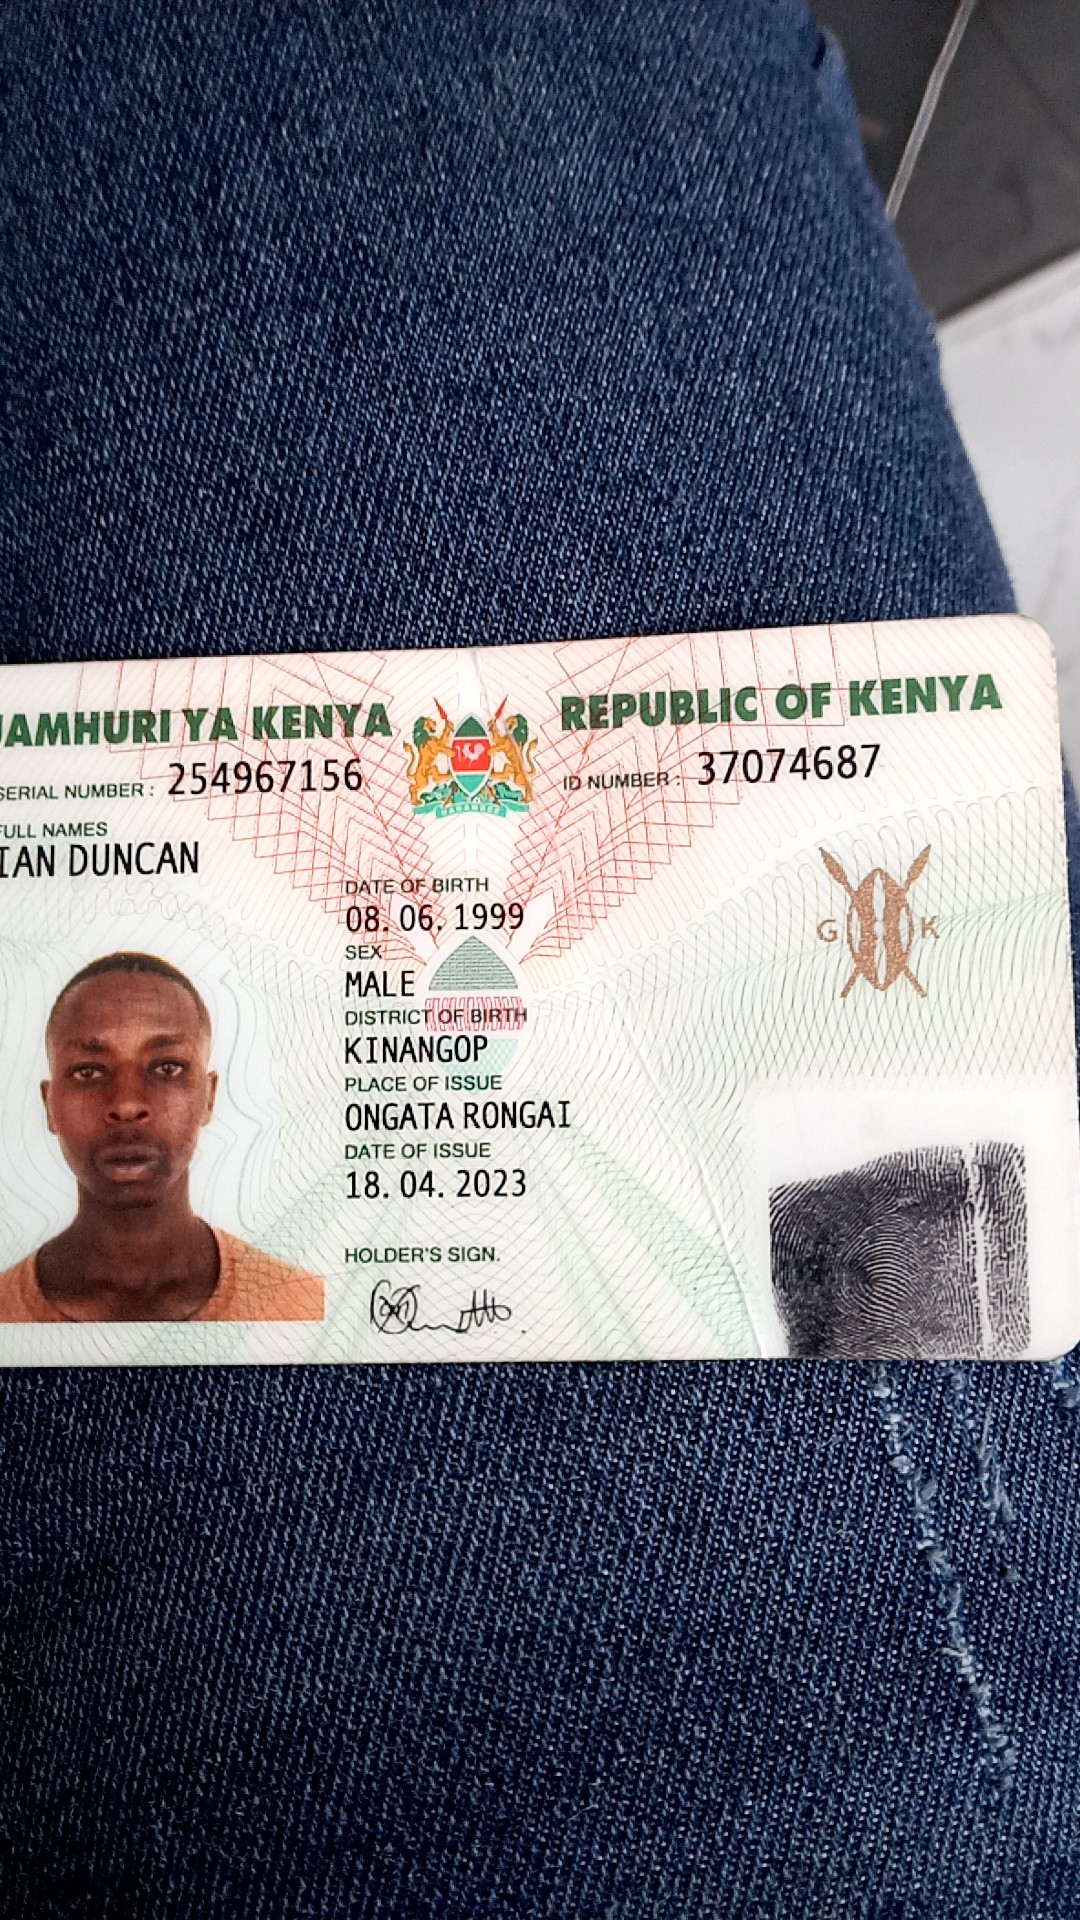 JAMHURI YA KENYA
REPUBLIC OF KENYA
SERIAL NUMBER : 254967156
ID NUMBER : 37074687
FULL NAMES
IAN DUNCAN
DATE OF BIRTH
08. 06. 1999
SEX
MALE
DISTRICT OF BIRTH
KINANGOP
PLACE OF ISSUE
ONGATA RONGAI
DATE OF ISSUE
18. 04. 2023
HOLDER'S SIGN.
G K
HARAMBEE